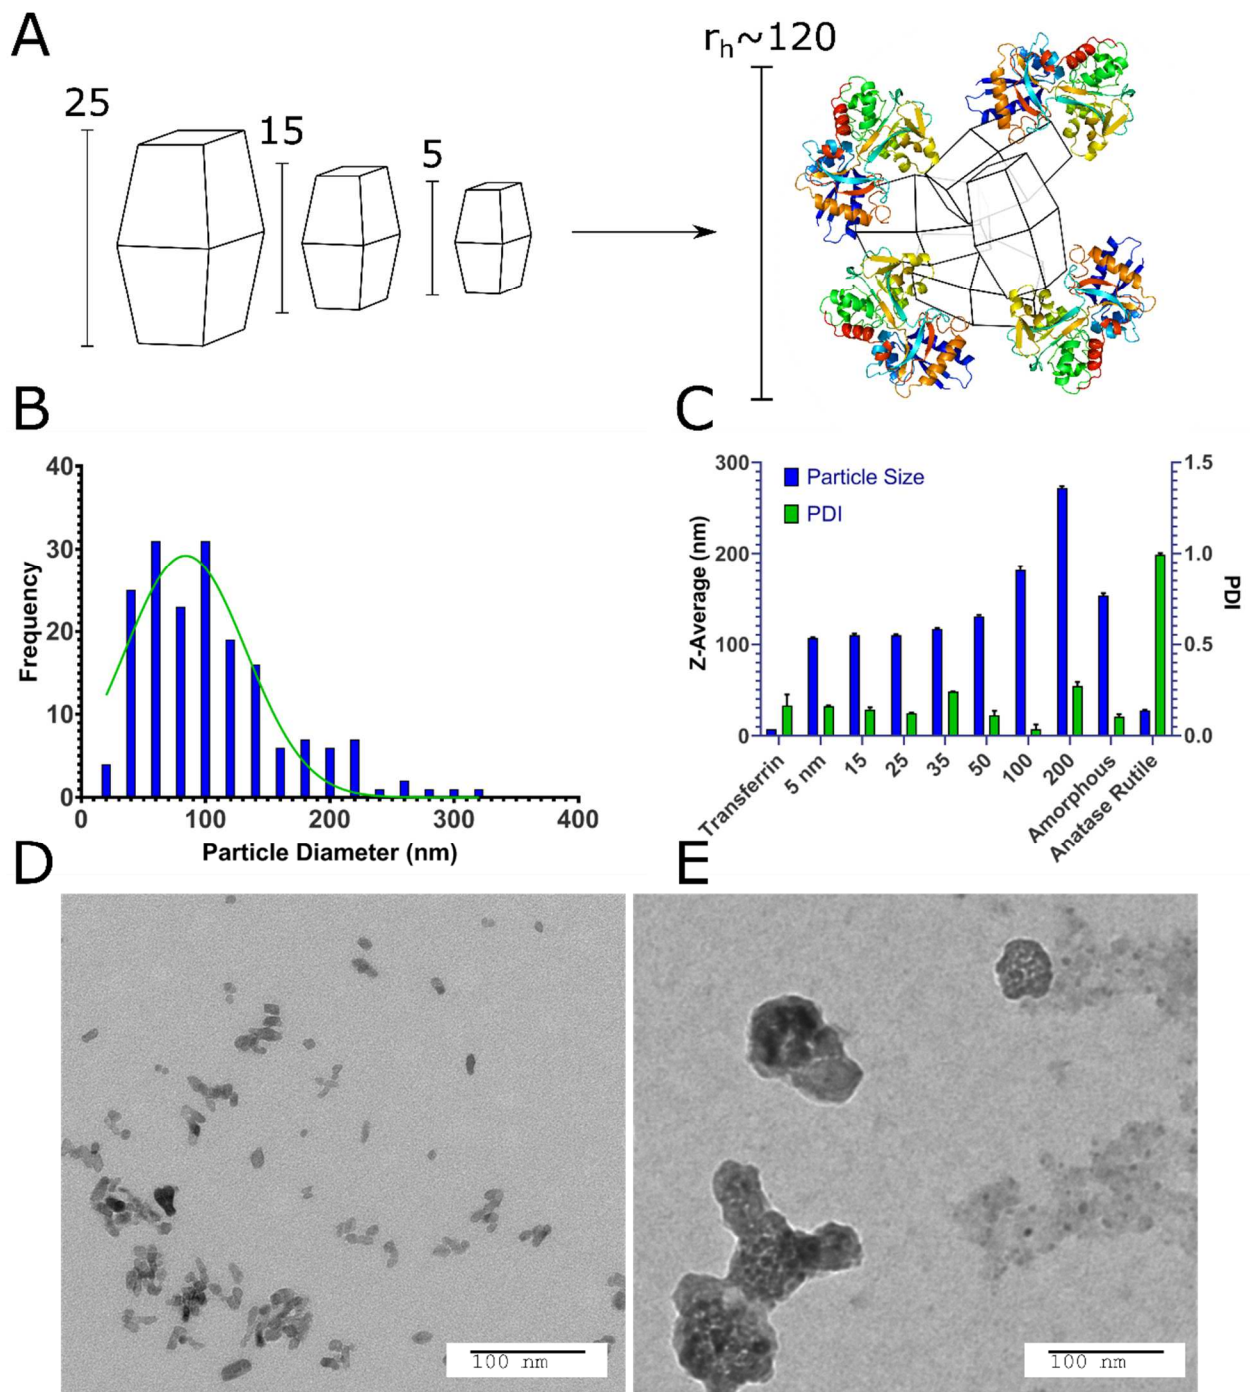 A
25
15
5
rh~120
B
40
30
20
10
0
Frequency
0 100 200 300 400
Particle Diameter (nm)
C
300
200
100
0
Z-Average (nm)
Particle Size
PDI
1.5
1.0
0.5
0.0
PDI
Transferrin
5 nm
15
25
35
50
100
200
Amorphous
Anatase Rutile
D
100 nm
E
100 nm